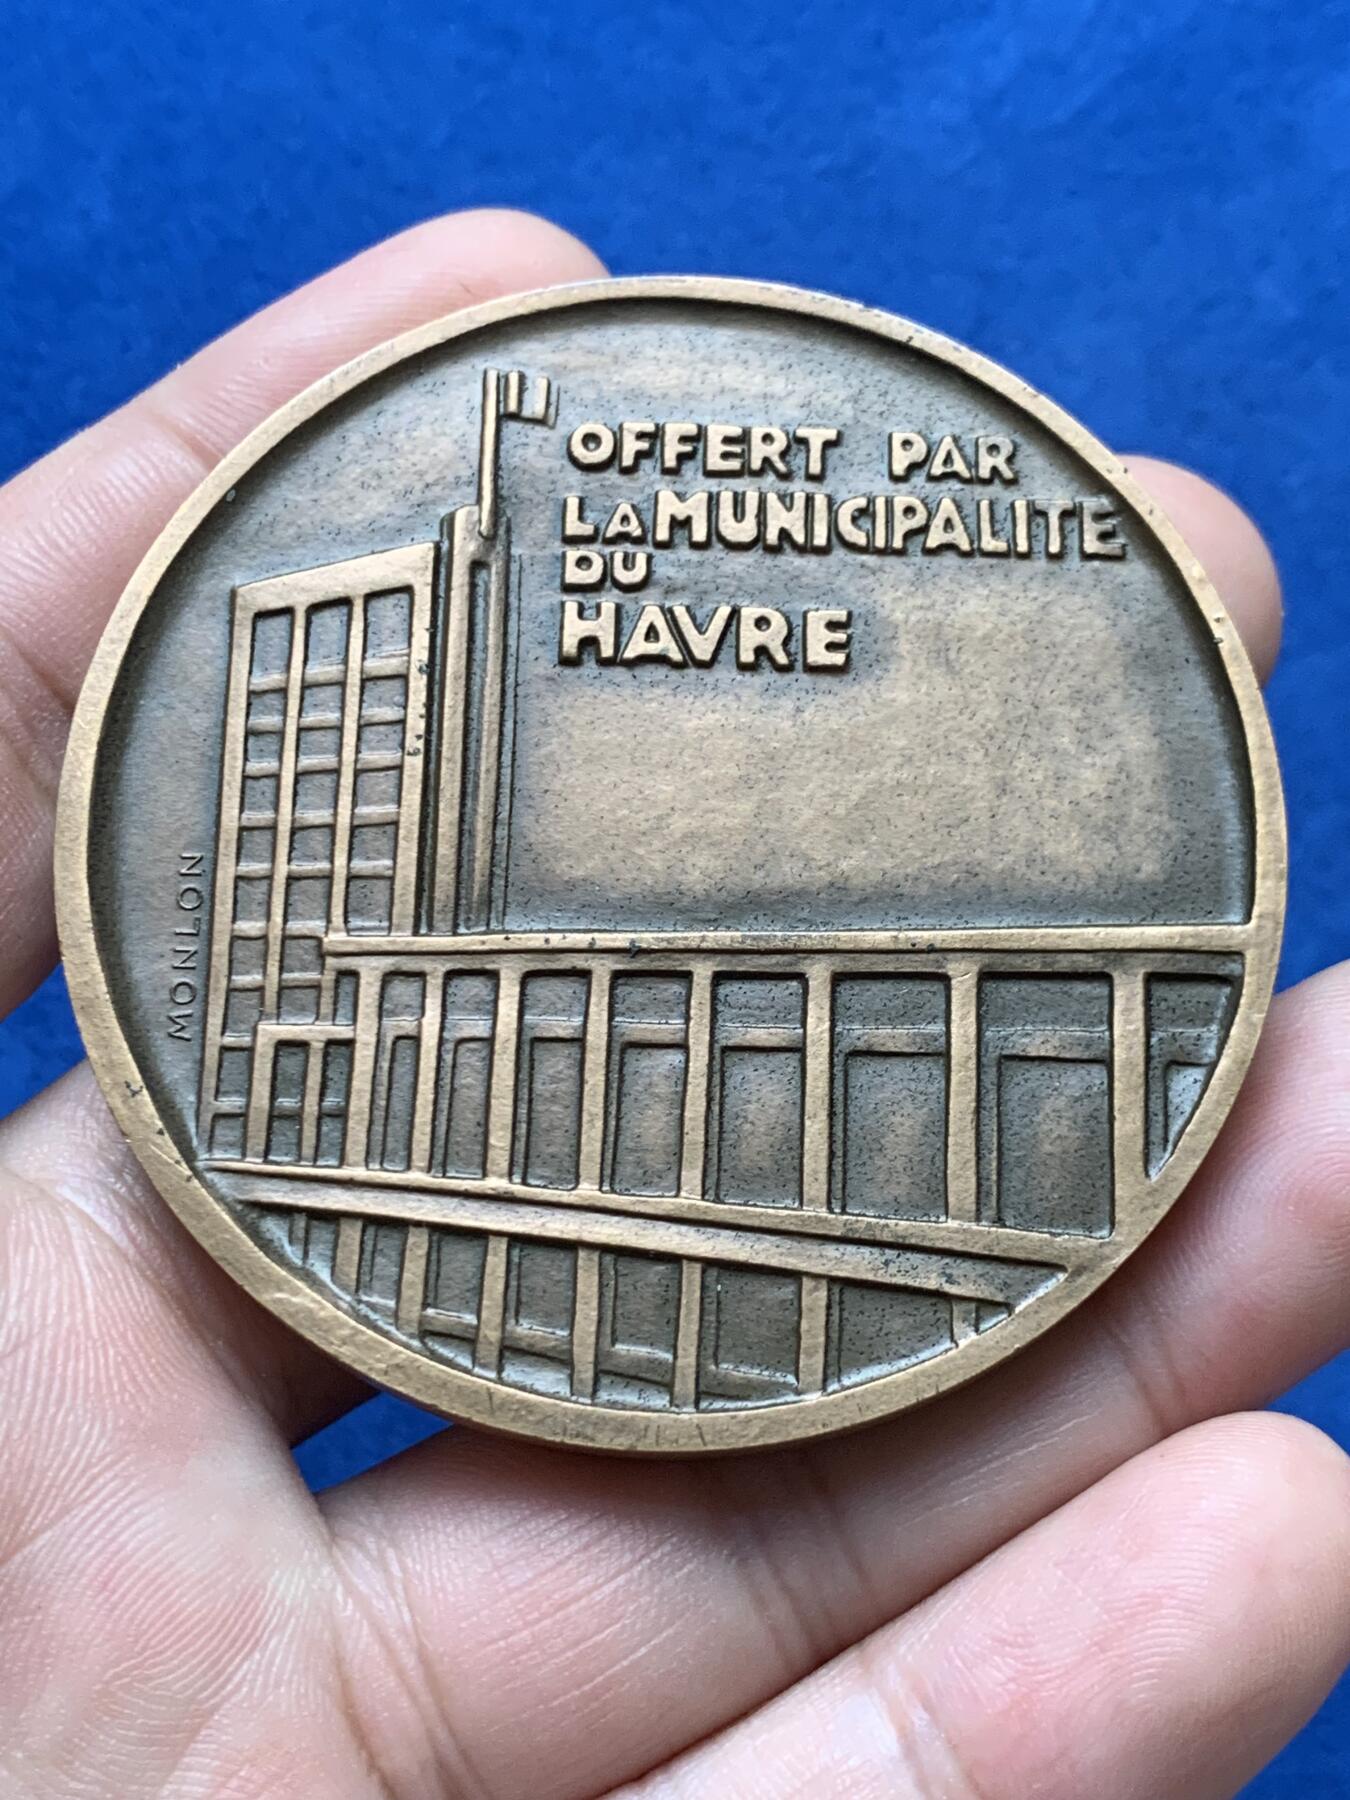 OFFERT PAR
LA MUNICIPALITE
DU
HAVRE
MONLON